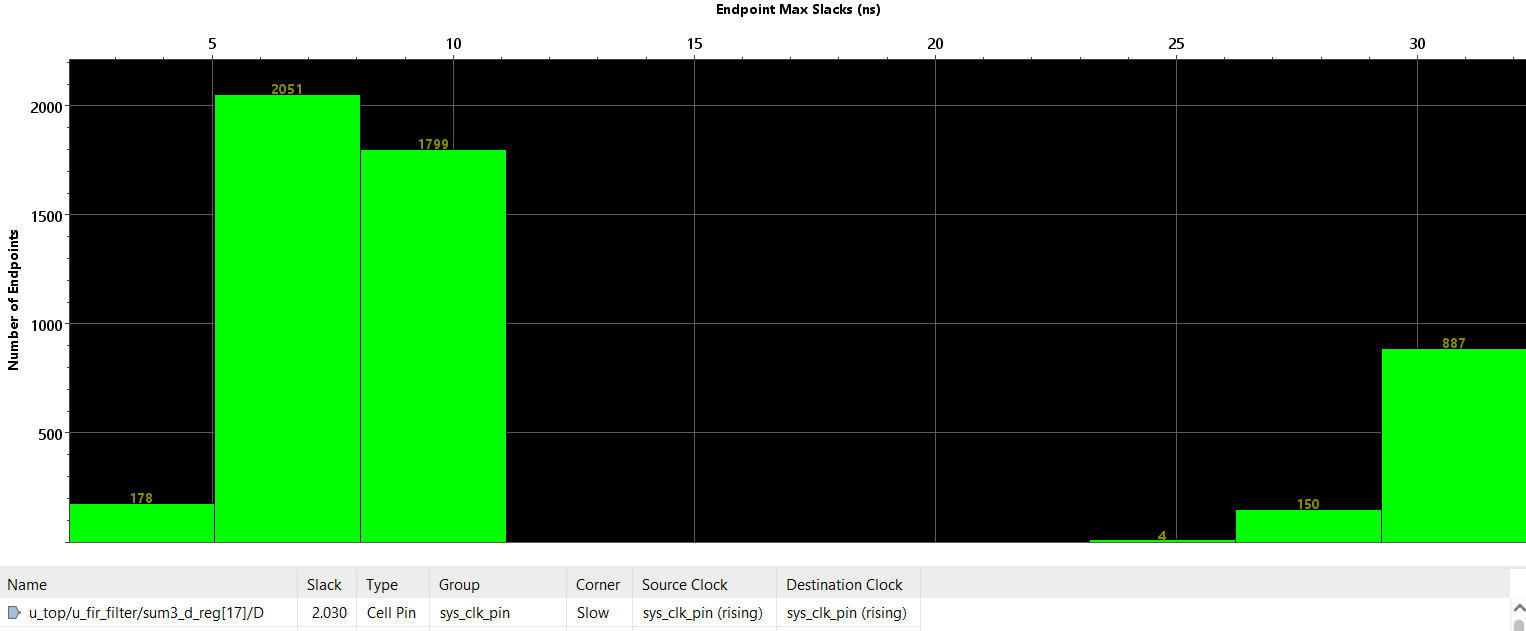 Endpoint Max Slacks (ns)
5 10 15 20 25 30
2051
2000
1799
1500
Number of Endpoints
1000
887
500
178
150
4
Name Slack Type Group Corner Source Clock Destination Clock
u_top/u_fir_filter/sum3_d_reg[17]/D 2.030 Cell Pin sys_clk_pin Slow sys_clk_pin (rising) sys_clk_pin (rising)